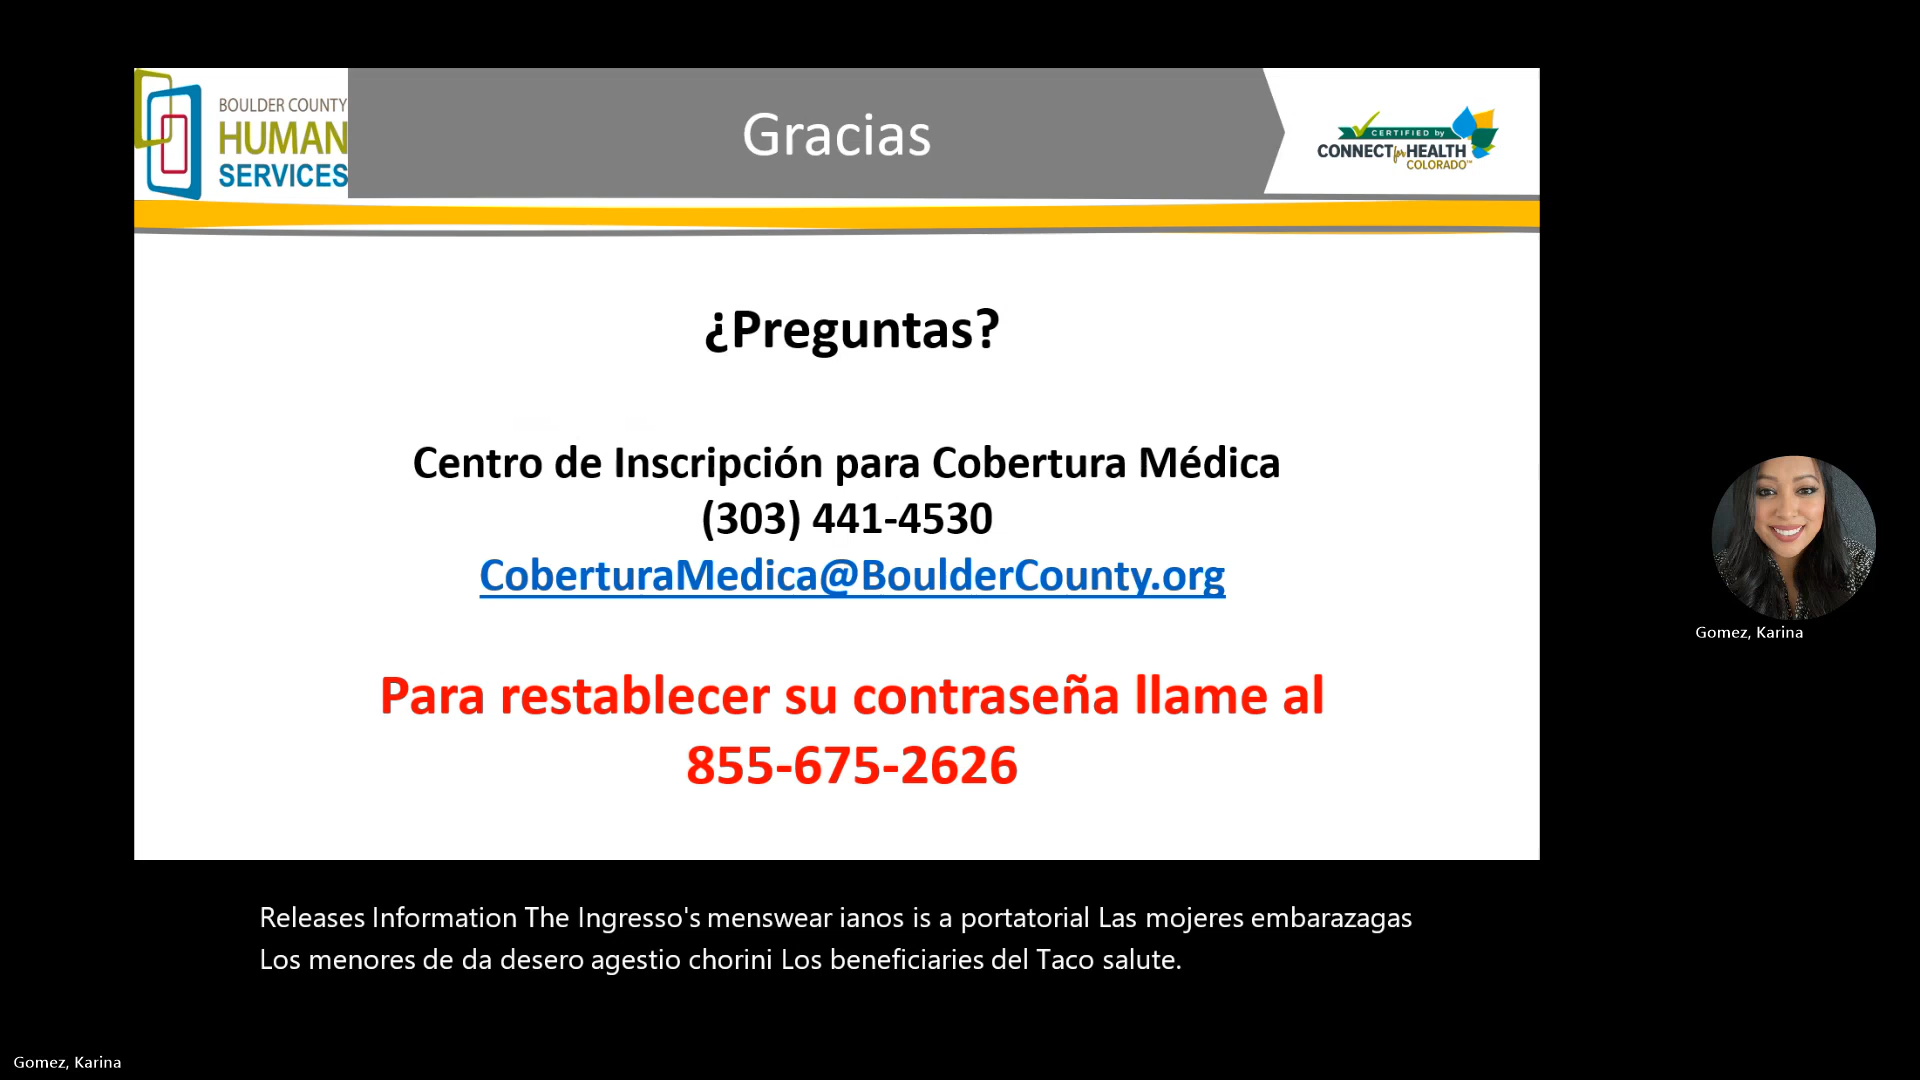 BOULDER COUNTY
HUMAN
SERVICES
Gracias
CERTIFIED by
CONNECT for HEALTH
COLORADO™
¿Preguntas?
Centro de Inscripción para Cobertura Médica
(303) 441-4530
CoberturaMedica@BoulderCounty.org
Para restablecer su contraseña llame al
855-675-2626
Gomez, Karina
Releases Information The Ingresso's menswear ianos is a portatorial Las mojeres embarazagas
Los menores de da desero agestio chorini Los beneficiaries del Taco salute.
Gomez, Karina